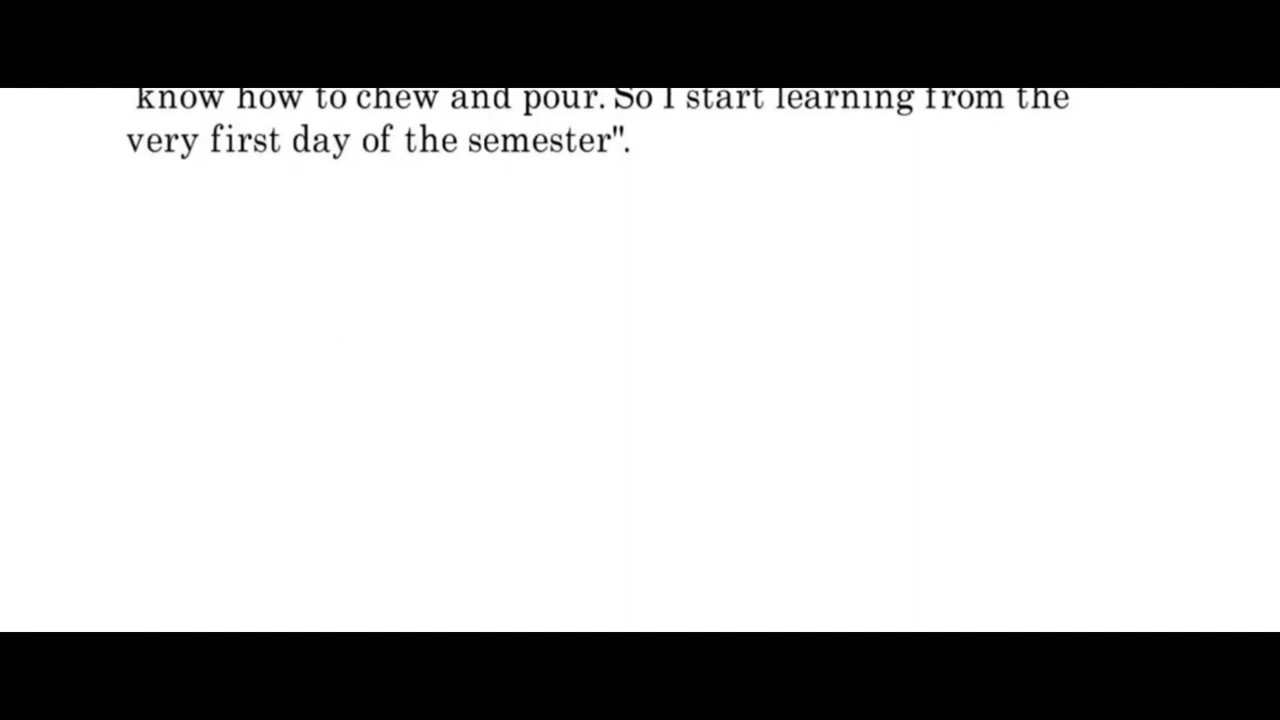 know how to chew and pour. So I start learning from the
very first day of the semester".